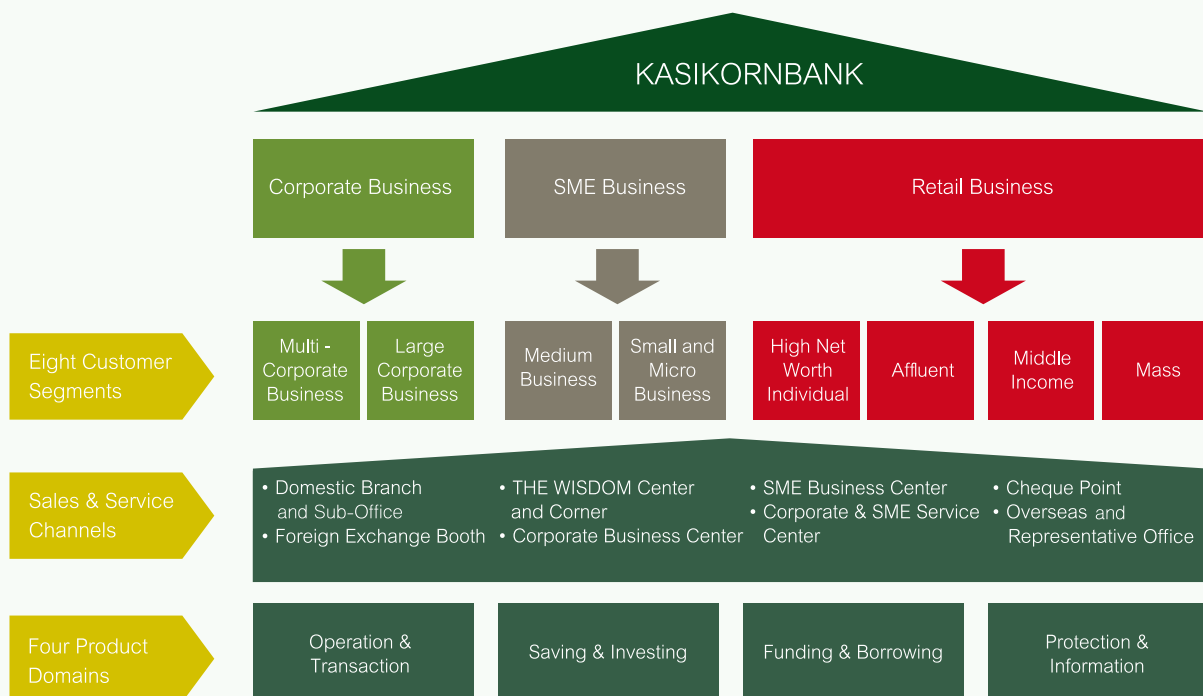 KASIKORNBANK
Corporate Business
SME Business
Retail Business
Eight Customer
Segments
Multi -
Corporate
Business
Large
Corporate
Business
Medium
Business
Small and
Micro
Business
High Net
Worth
Individual
Affluent
Middle
Income
Mass
Sales & Service
Channels
• Domestic Branch
and Sub-Office
• Foreign Exchange Booth
• THE WISDOM Center
and Corner
• Corporate Business Center
• SME Business Center
• Corporate & SME Service
Center
• Cheque Point
• Overseas and
Representative Office
Four Product
Domains
Operation &
Transaction
Saving & Investing
Funding & Borrowing
Protection &
Information